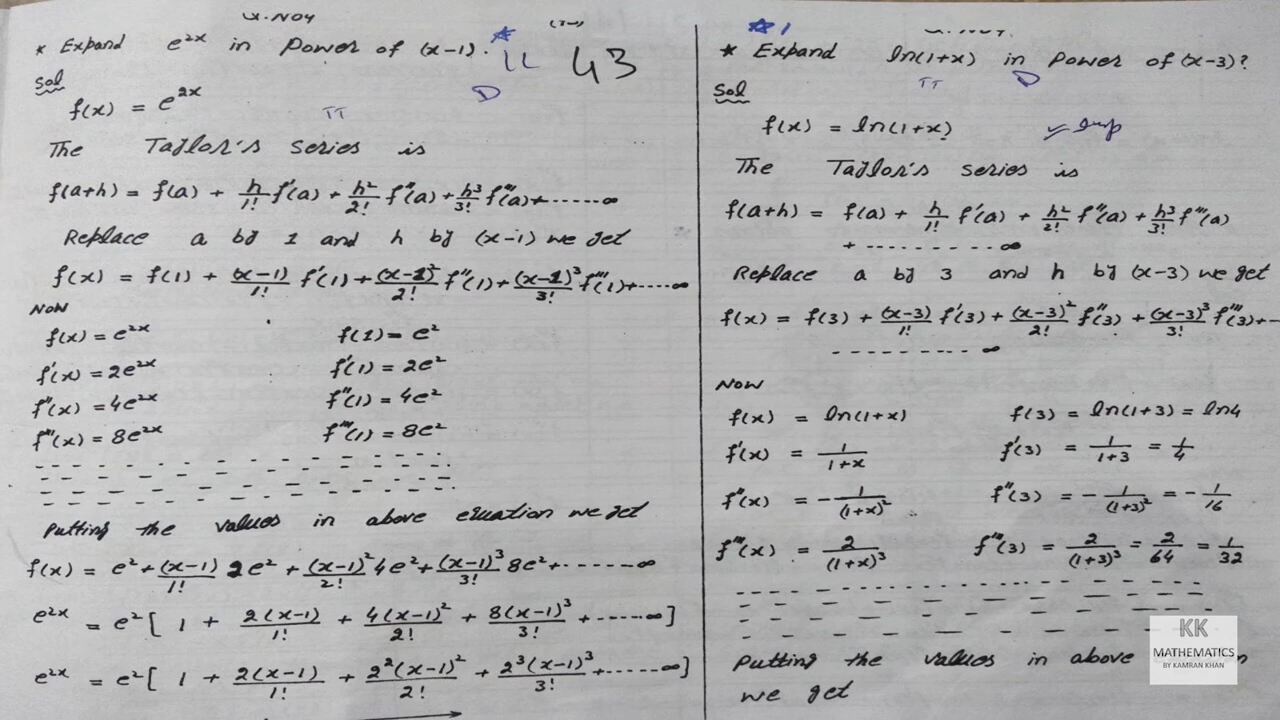 Q.NO4
* Expand e^2x in Power of (x-1). 11 43
D
Sol
f(x) = e^2x
TT
The Taylor's series is
f(a+h) = f(a) + h/1! f'(a) + h²/2! f''(a) + h³/3! f'''(a)+------∞
Replace a by 1 and h by (x-1) we get
f(x) = f(1) + (x-1)/1! f'(1) + (x-1)²/2! f''(1) + (x-1)³/3! f'''(1)+-----∞
NOW
f(x) = e^2x f(1) = e²
f'(x) = 2e^2x f'(1) = 2e²
f''(x) = 4e^2x f''(1) = 4e²
f''(x) = 8e^2x f'''(1) = 8e²
Putting the values in above eruation we get
f(x) = e² + (x-1)/1! 2e² + (x-1)²/2! 4e² + (x-1)³/3! 8e² +------∞
e^2x = e² [ 1 + 2(x-1)/1! + 4(x-1)²/2! + 8(x-1)³/3! + -----∞]
e^2x = e² [ 1 + 2(x-1)/1! + 2²(x-1)²/2! + 2³(x-1)³/3! +------∞]
1
* Expand ln(1+x) in Power of (x-3)?
TT D
Sol
f(x) = ln(1+x) ✓ Imp
The Taylor's series is
f(a+h) = f(a) + h/1! f'(a) + h²/2! f''(a) + h³/3! f'''(a)
+ ---------∞
Replace a by 3 and h by (x-3) we get
f(x) = f(3) + (x-3)/1! f'(3) + (x-3)²/2! f''(3) + (x-3)³/3! f'''(3)+-
---------∞
NOW
f(x) = ln(1+x) f(3) = ln(1+3) = ln4
f'(x) = 1/(1+x) f'(3) = 1/(1+3) = 1/4
f''(x) = -1/(1+x)² f''(3) = -1/(1+3)² = -1/16
f'''(x) = 2/(1+x)³ f'''(3) = 2/(1+3)³ = 2/64 = 1/32
Putting the values in above
we get
KK
MATHEMATICS
BY KAMRAN KHAN